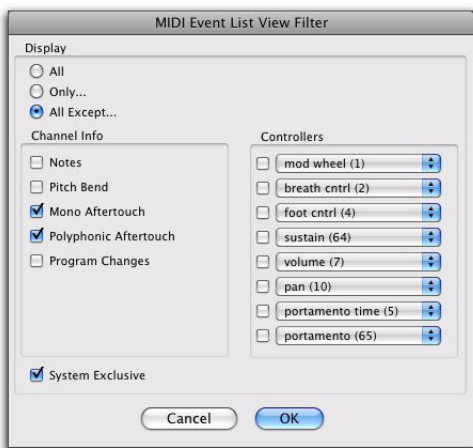 MIDI Event List View Filter
Display
All
Only...
All Except...
Channel Info
Notes
Pitch Bend
Mono Aftertouch
Polyphonic Aftertouch
Program Changes
Controllers
mod wheel (1)
breath cntrl (2)
foot cntrl (4)
sustain (64)
volume (7)
pan (10)
portamento time (5)
portamento (65)
System Exclusive
Cancel
OK